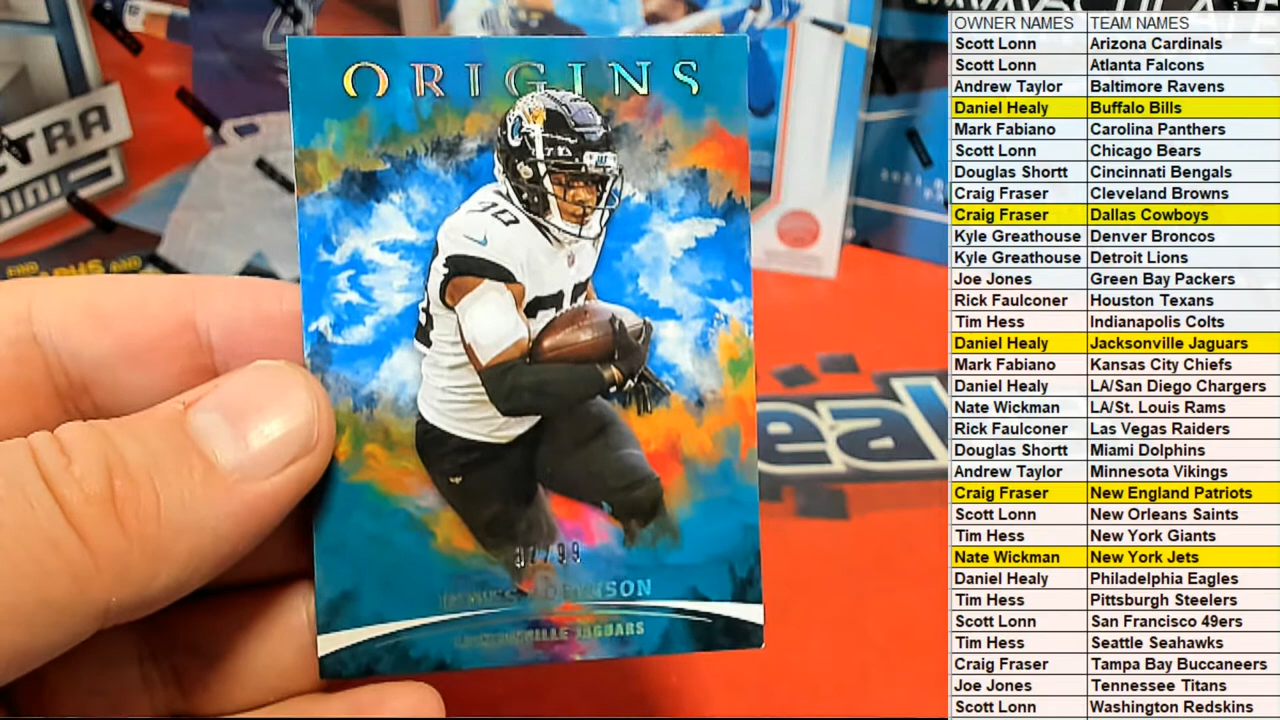 ORIGINS
TEAM NAMES
OWNER NAMES
Scott Lonn Arizona Cardinals
Scott Lonn Atlanta Falcons
Andrew Taylor Baltimore Ravens
Daniel Healy Buffalo Bills
Mark Fabiano Carolina Panthers
Scott Lonn Chicago Bears
Douglas Shortt Cincinnati Bengals
Craig Fraser Cleveland Browns
Craig Fraser Dallas Cowboys
Kyle Greathouse Denver Broncos
Kyle Greathouse Detroit Lions
Joe Jones Green Bay Packers
Rick Faulconer Houston Texans
Tim Hess Indianapolis Colts
Daniel Healy Jacksonville Jaguars
Mark Fabiano Kansas City Chiefs
Daniel Healy LA/San Diego Chargers
Nate Wickman LA/St. Louis Rams
Rick Faulconer Las Vegas Raiders
Douglas Shortt Miami Dolphins
Andrew Taylor Minnesota Vikings
Craig Fraser New England Patriots
Scott Lonn New Orleans Saints
Tim Hess New York Giants
Nate Wickman New York Jets
Daniel Healy Philadelphia Eagles
Tim Hess Pittsburgh Steelers
Scott Lonn San Francisco 49ers
Tim Hess Seattle Seahawks
Craig Fraser Tampa Bay Buccaneers
Joe Jones Tennessee Titans
Scott Lonn Washington Redskins
JAGUARS